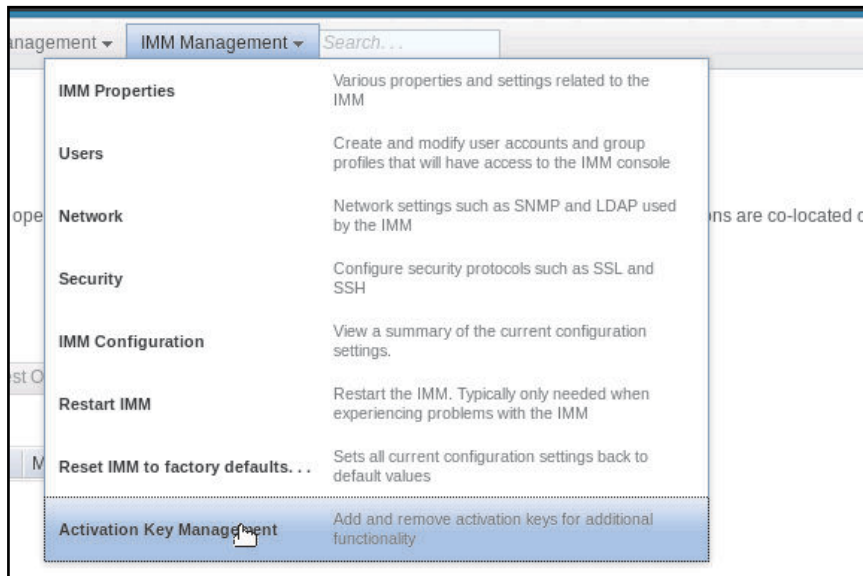 nagement IMM Management Search. . .
IMM Properties
Various properties and settings related to the
IMM
Users
Create and modify user accounts and group
profiles that will have access to the IMM console
ope
Network
Network settings such as SNMP and LDAP used
by the IMM
ns are co-located o
Security
Configure security protocols such as SSL and
SSH
IMM Configuration
View a summary of the current configuration
settings.
est O
Restart IMM
Restart the IMM. Typically only needed when
experiencing problems with the IMM
M
Reset IMM to factory defaults. . .
Sets all current configuration settings back to
default values
Activation Key Management
Add and remove activation keys for additional
functionality